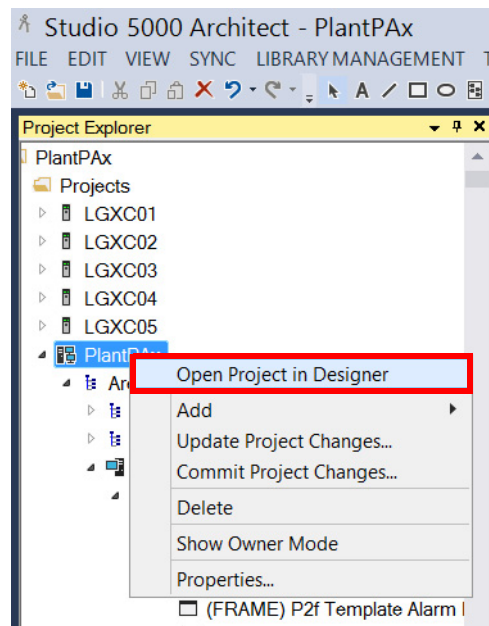 Studio 5000 Architect - PlantPAx
FILE EDIT VIEW SYNC LIBRARY MANAGEMENT
A
Project Explorer
PlantPAx
Projects
LGXC01
LGXC02
LGXC03
LGXC04
LGXC05
PlantPAx
Open Project in Designer
Add
Update Project Changes...
Commit Project Changes...
Delete
Show Owner Mode
Properties...
(FRAME) P2f Template Alarm